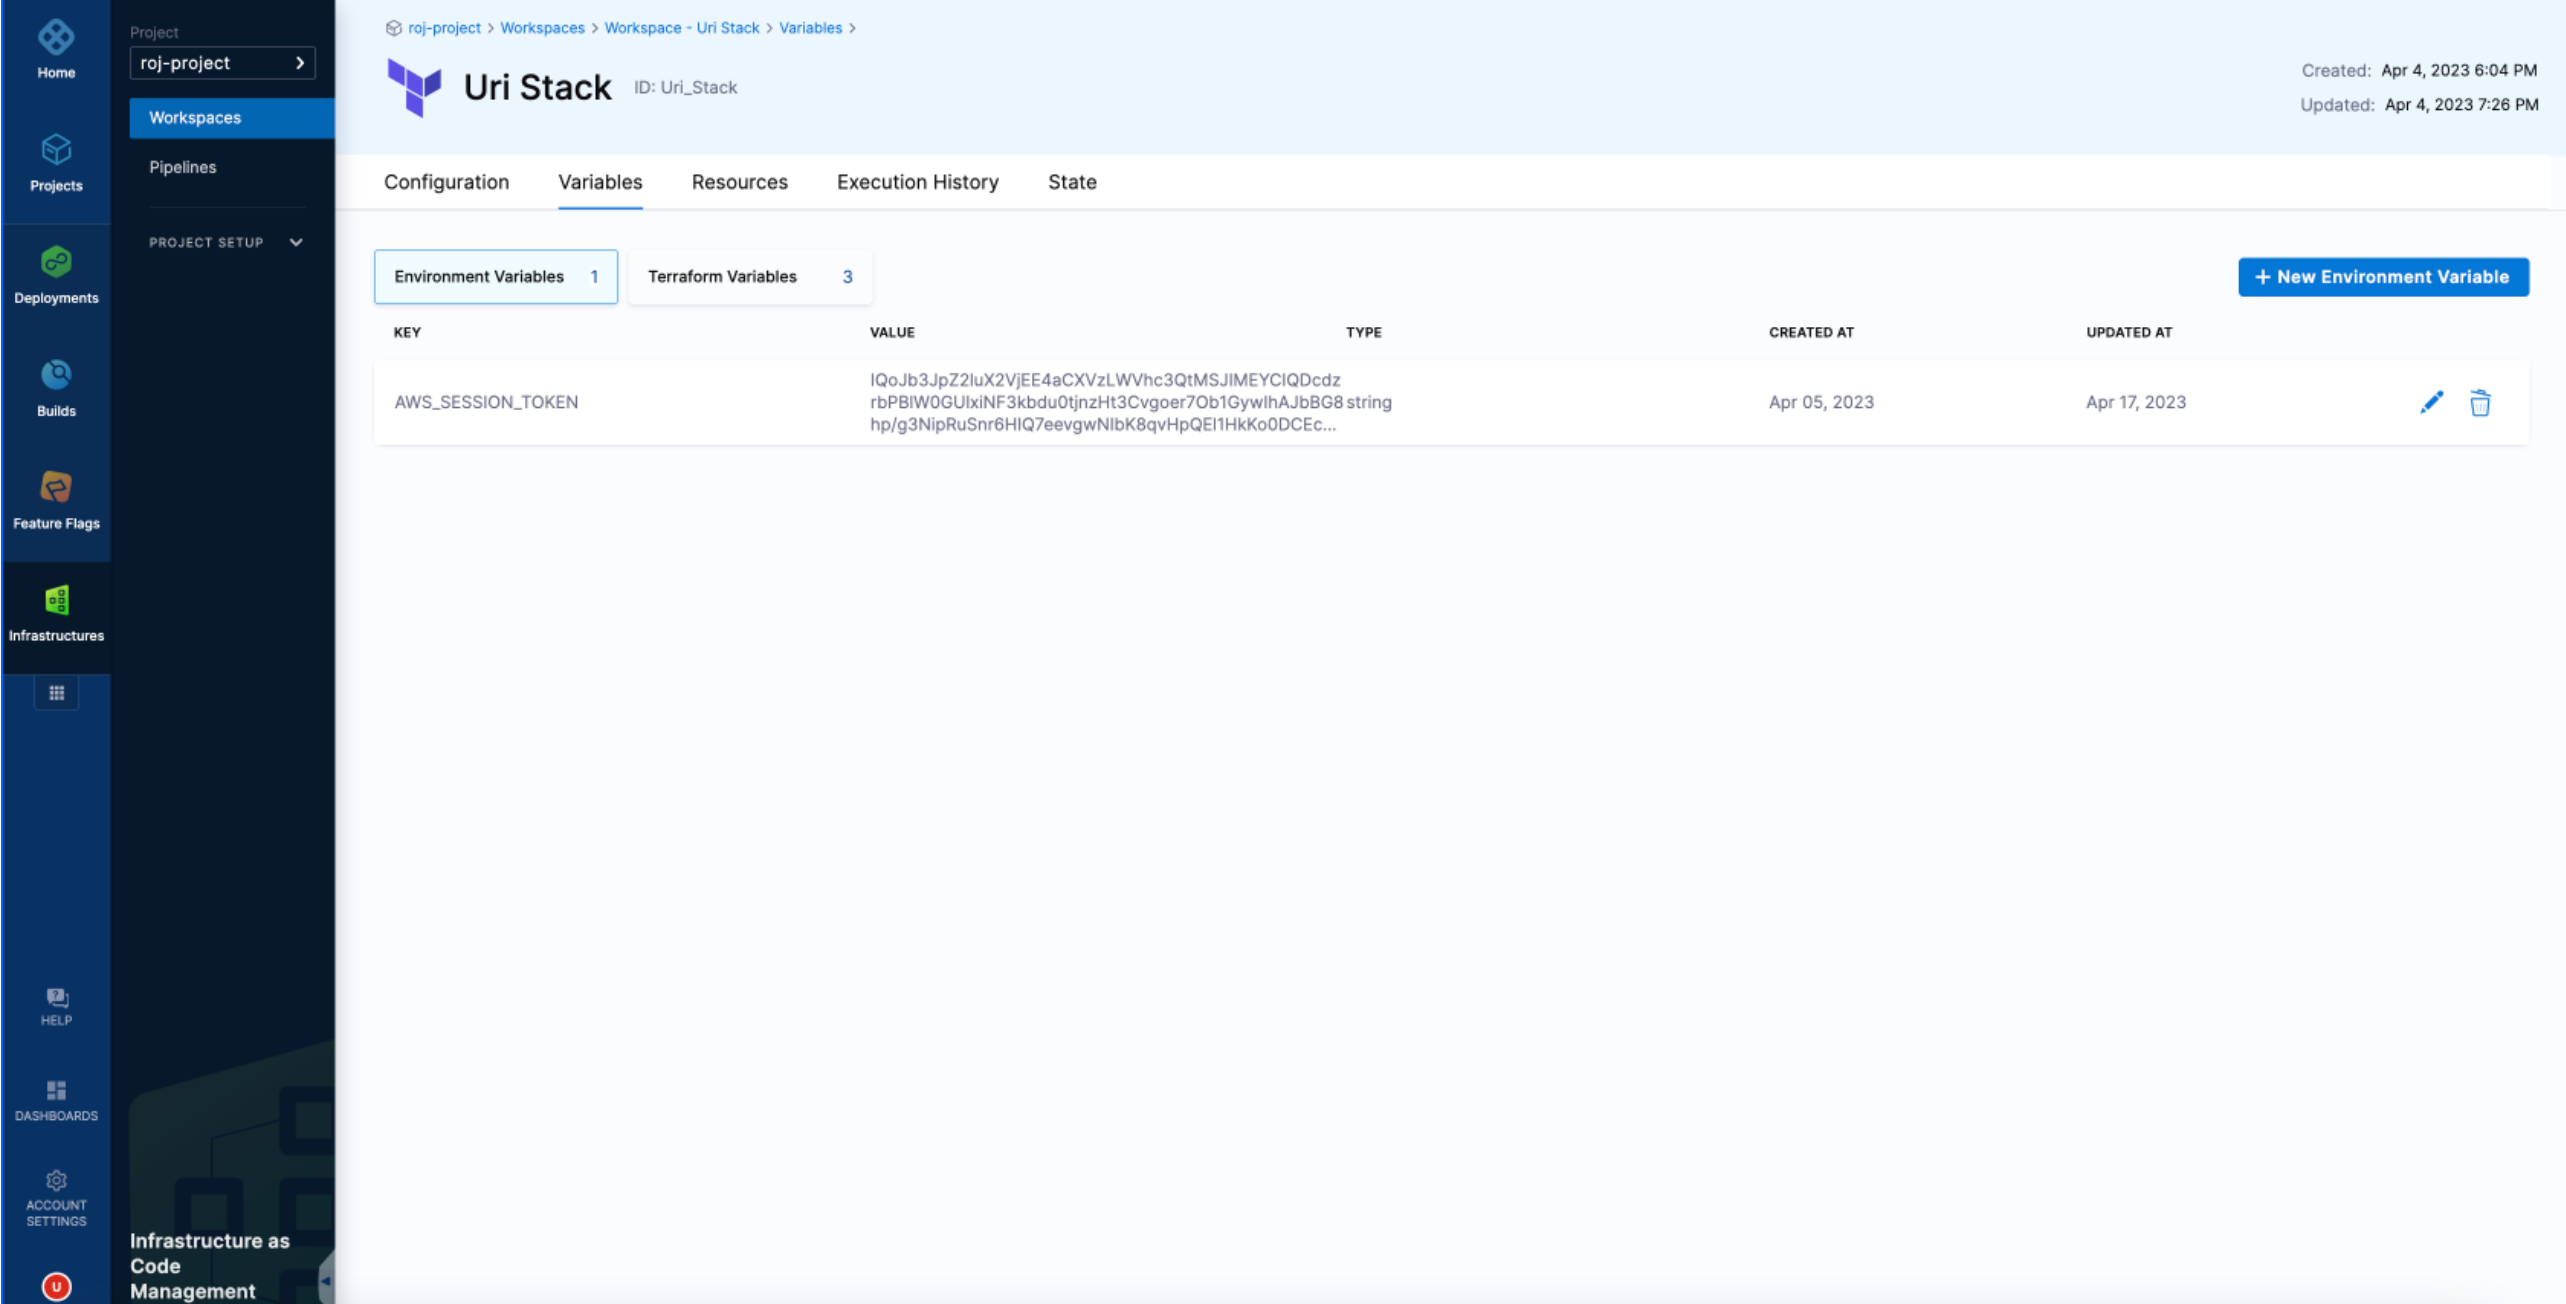 Home
Projects
Deployments
Builds
Feature Flags
Infrastructures
HELP
DASHBOARDS
ACCOUNT
SETTINGS
U
Project
roj-project
Workspaces
Pipelines
PROJECT SETUP
Infrastructure as
Code
Management
roj-project > Workspaces > Workspace - Uri Stack > Variables >
Uri Stack ID: Uri_Stack
Created: Apr 4, 2023 6:04 PM
Updated: Apr 4, 2023 7:26 PM
Configuration Variables Resources Execution History State
Environment Variables 1 Terraform Variables 3
+ New Environment Variable
KEY VALUE TYPE CREATED AT UPDATED AT
AWS_SESSION_TOKEN
IQoJb3JpZ2luX2VjEE4aCXVzLWVhc3QtMSJIMEYCIQDcdz
rbPBlW0GUIxiNF3kbdu0tjnzHt3Cvgoer7Ob1GywIhAJbBG8
hp/g3NipRuSnr6HIQ7eevgwNIbK8qvHpQEI1HkKo0DCEc...
string
Apr 05, 2023
Apr 17, 2023